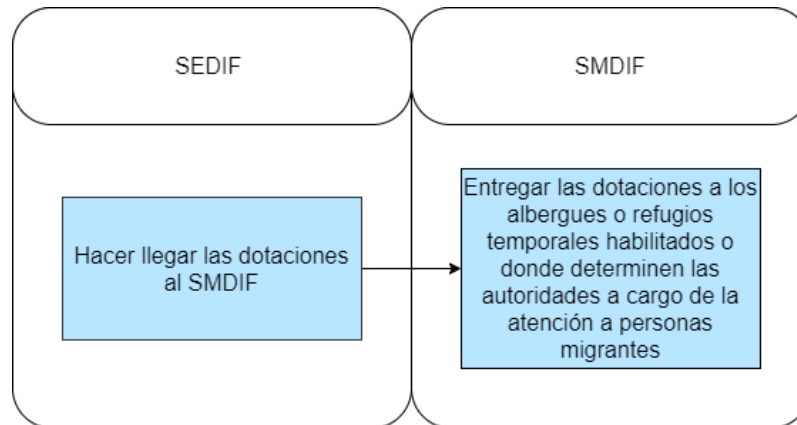 SEDIF
SMDIF
Hacer llegar las dotaciones
al SMDIF
Entregar las dotaciones a los
albergues o refugios
temporales habilitados o
donde determinen las
autoridades a cargo de la
atención a personas
migrantes